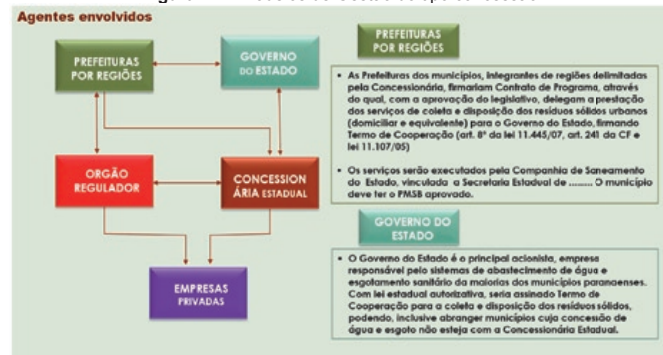 Agentes envolvidos
PREFEITURAS
POR REGIÕES
GOVERNO
DO ESTADO
ORGÃO
REGULADOR
CONCESSION
ÁRIA ESTADUAL
EMPRESAS
PRIVADAS
PREFEITURAS
POR REGIÕES
• As Prefeituras dos municípios, integrantes de regiões delimitadas
pela Concessionária, firmariam Contrato de Programa, através
do qual, com a aprovação do legislativo, delegam a prestação
dos serviços de coleta e disposição dos resíduos sólidos urbanos
(domiciliar e equivalente) para o Governo do Estado, firmando
Termo de Cooperação (art. 8º da lei 11.445/07, art. 241 da CF e
lei 11.107/05)
• Os serviços serão executados pela Companhia de Saneamento
do Estado, vinculada a Secretaria Estadual de ......... O município
deve ter o PMSB aprovado.
GOVERNO DO
ESTADO
• O Governo do Estado é o principal acionista, empresa
responsável pelo sistemas de abastecimento de água e
esgotamento sanitário da maiorias dos municípios paranaenses.
Com lei estadual autorizativa, seria assinado Termo de
Cooperação para a coleta e disposição dos resíduos sólidos,
podendo, inclusive abranger municípios cuja concessão de
água e esgoto não esteja com a Concessionária Estadual.